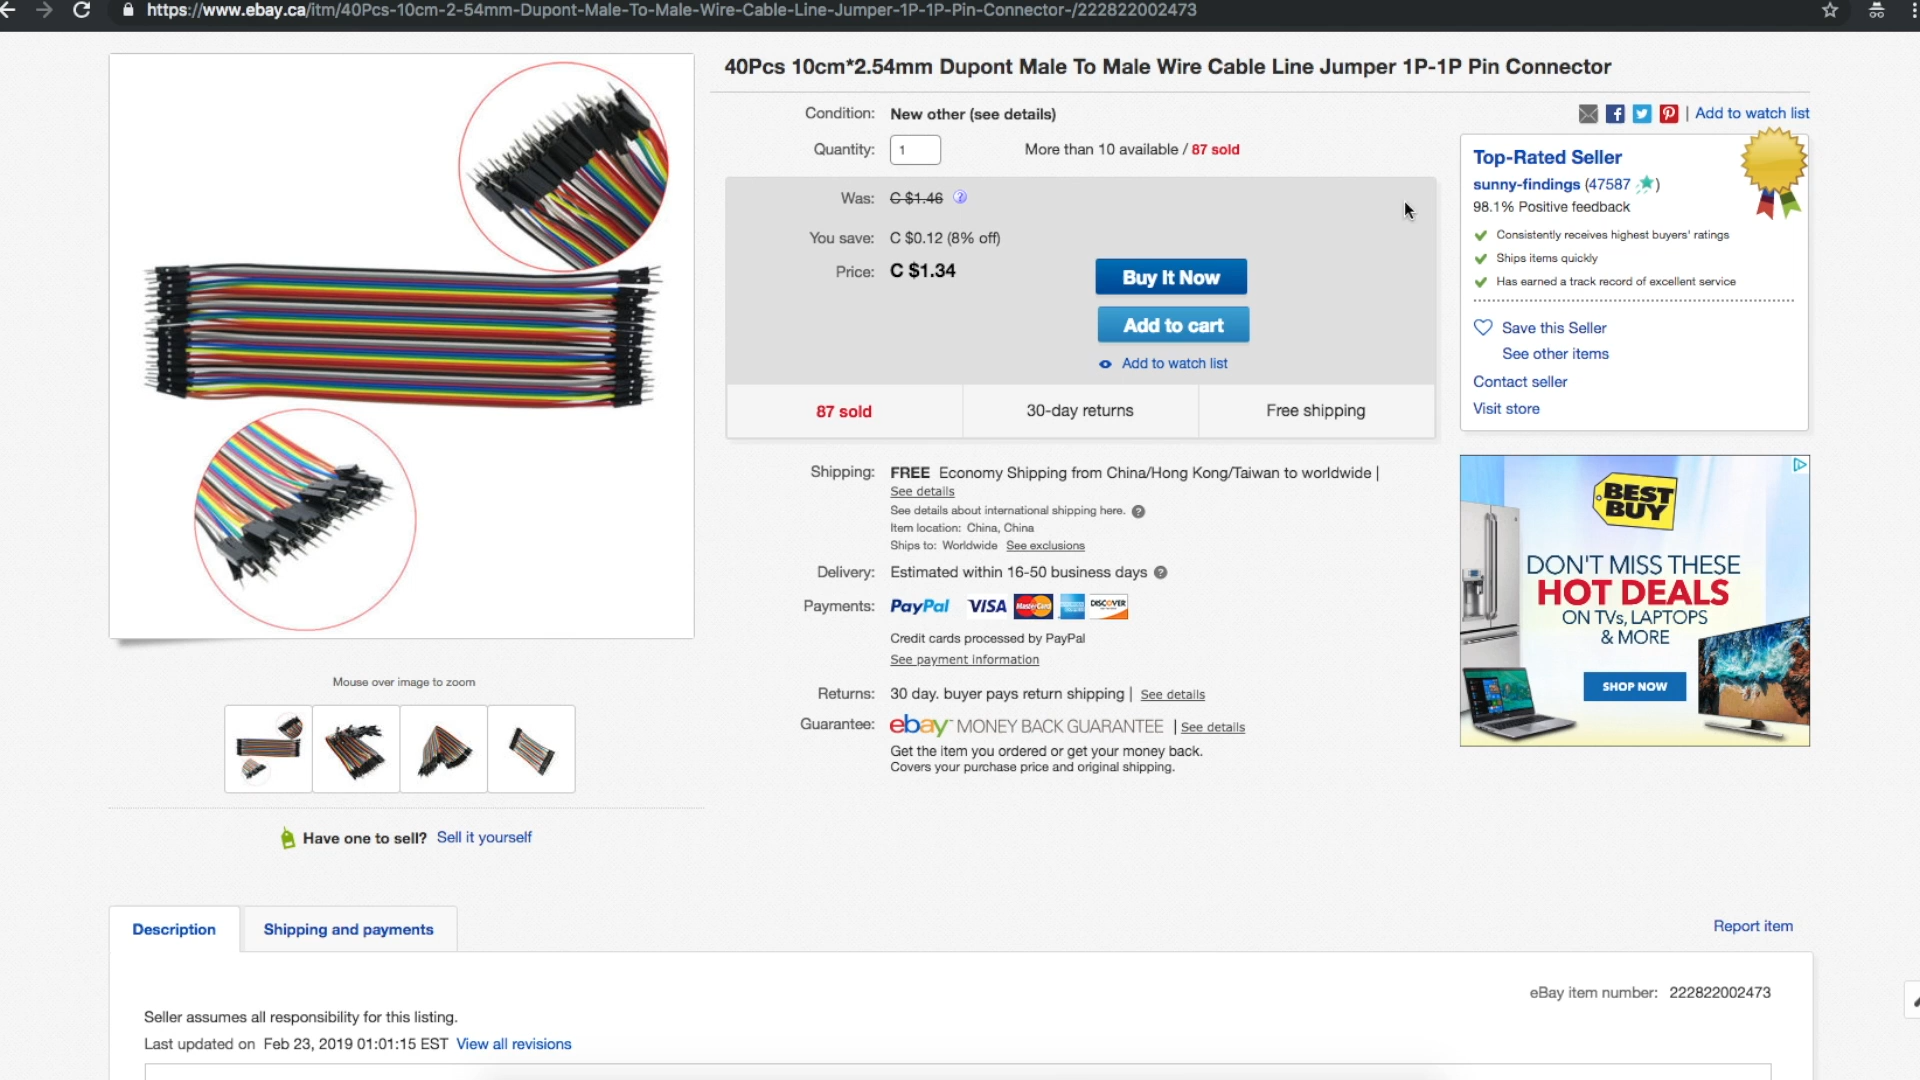 https://www.ebay.ca/itm/40Pcs-10cm-2-54mm-Dupont-Male-To-Male-Wire-Cable-Line-Jumper-1P-1P-Pin-Connector-/222822002473
40Pcs 10cm*2.54mm Dupont Male To Male Wire Cable Line Jumper 1P-1P Pin Connector
Condition: New other (see details)
| Add to watch list
Quantity: 1 More than 10 available / 87 sold
Was: C $1.46
You save: C $0.12 (8% off)
Price: C $1.34
Buy It Now
Add to cart
Add to watch list
87 sold 30-day returns Free shipping
Top-Rated Seller
sunny-findings (47587 )
98.1% Positive feedback
Consistently receives highest buyers' ratings
Ships items quickly
Has earned a track record of excellent service
Save this Seller
See other items
Contact seller
Visit store
Shipping: FREE Economy Shipping from China/Hong Kong/Taiwan to worldwide |
See details
See details about international shipping here. ?
Item location: China, China
Ships to: Worldwide See exclusions
Delivery: Estimated within 16-50 business days ?
Payments: PayPal VISA MasterCard DISCOVER
Credit cards processed by PayPal
See payment information
Returns: 30 day. buyer pays return shipping | See details
Guarantee: ebay MONEY BACK GUARANTEE | See details
Get the item you ordered or get your money back.
Covers your purchase price and original shipping.
BEST
BUY
DON'T MISS THESE
HOT DEALS
ON TVs, LAPTOPS
& MORE
SHOP NOW
Mouse over image to zoom
Have one to sell? Sell it yourself
Description Shipping and payments
Report item
eBay item number: 222822002473
Seller assumes all responsibility for this listing.
Last updated on Feb 23, 2019 01:01:15 EST View all revisions